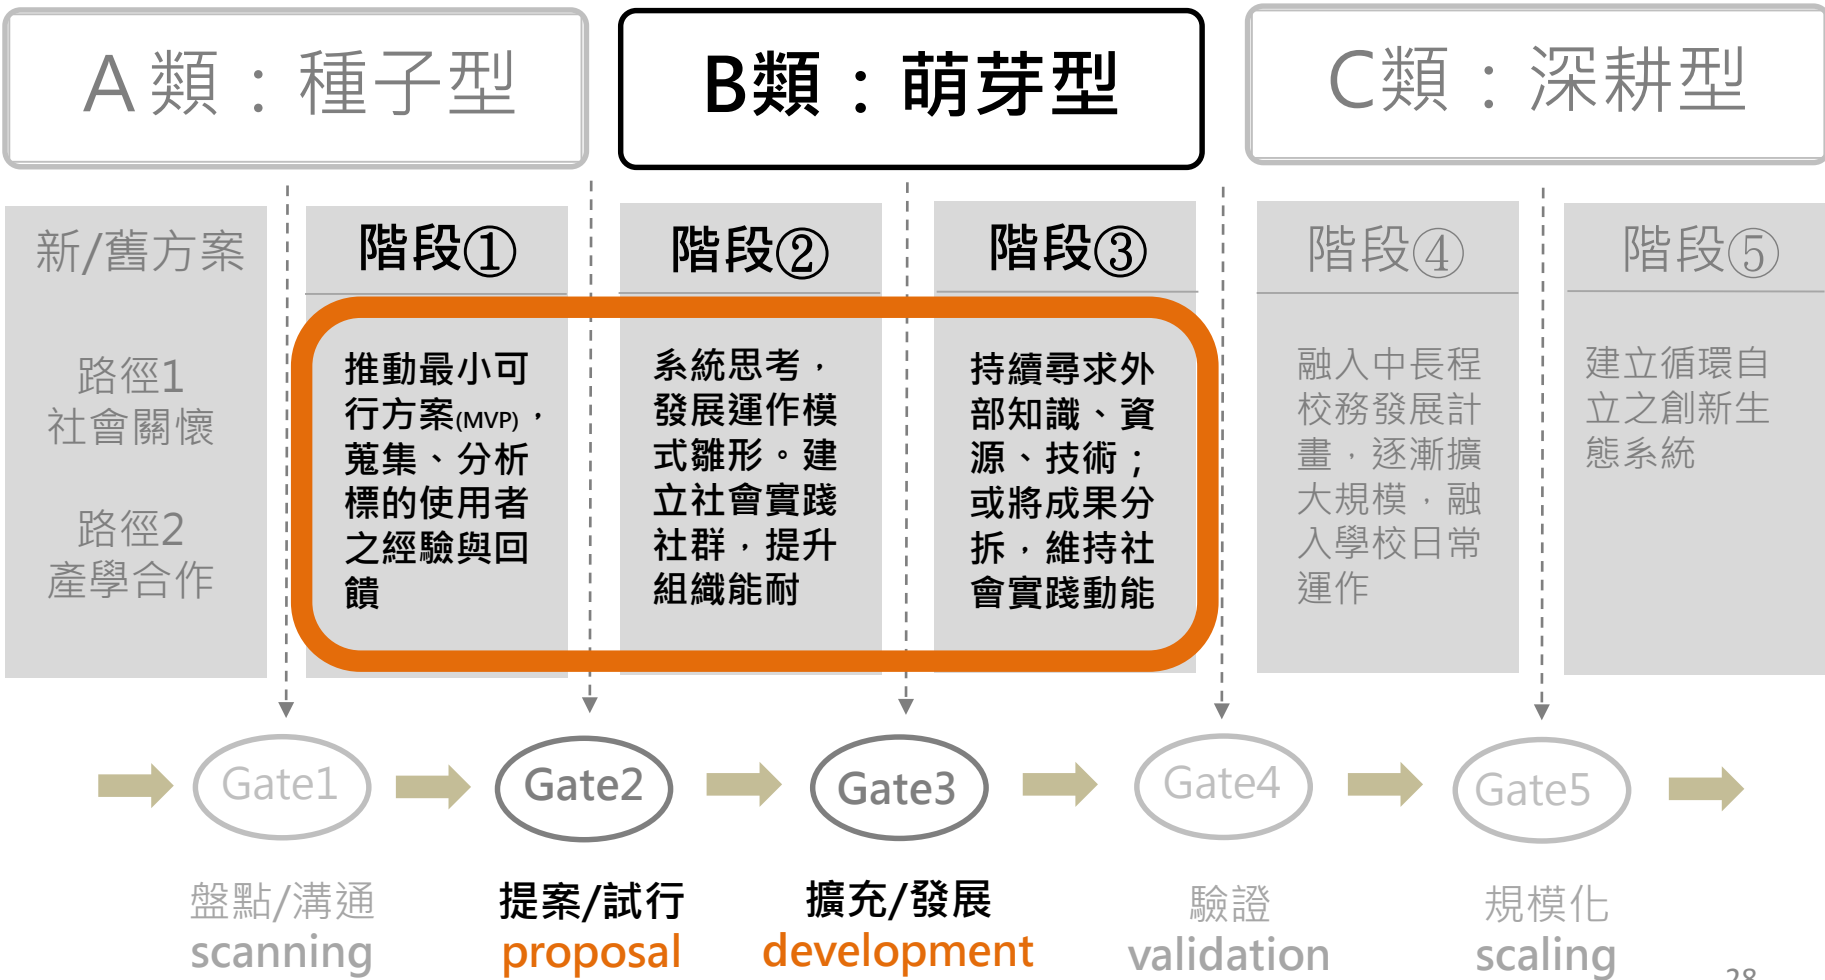 A類：種子型
B類：萌芽型
C類：深耕型
新/舊方案
路徑1
社會關懷
路徑2
產學合作
階段①
推動最小可
行方案(MVP)，
蒐集、分析
標的使用者
之經驗與回
饋
階段②
系統思考，
發展運作模
式雛形。建
立社會實踐
社群，提升
組織能耐
階段③
持續尋求外
部知識、資
源、技術；
或將成果分
拆，維持社
會實踐動能
階段④
融入中長程
校務發展計
畫，逐漸擴
大規模，融
入學校日常
運作
階段⑤
建立循環自
立之創新生
態系統
Gate1
Gate2
Gate3
Gate4
Gate5
盤點/溝通
scanning
提案/試行
proposal
擴充/發展
development
驗證
validation
規模化
scaling
28